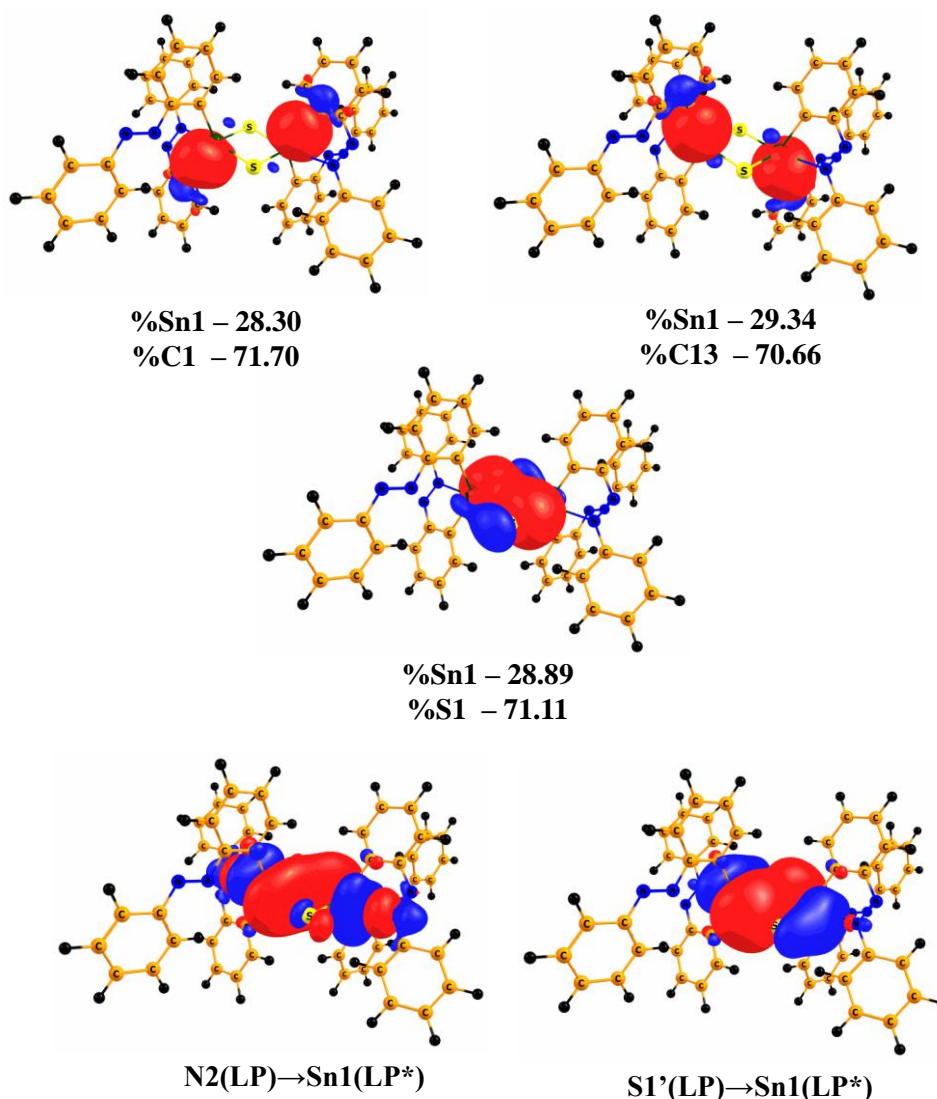 %Sn1 – 28.30
%C1 – 71.70
%Sn1 – 29.34
%C13 – 70.66
%Sn1 – 28.89
%S1 – 71.11
N2(LP)→Sn1(LP*)
S1’(LP)→Sn1(LP*)